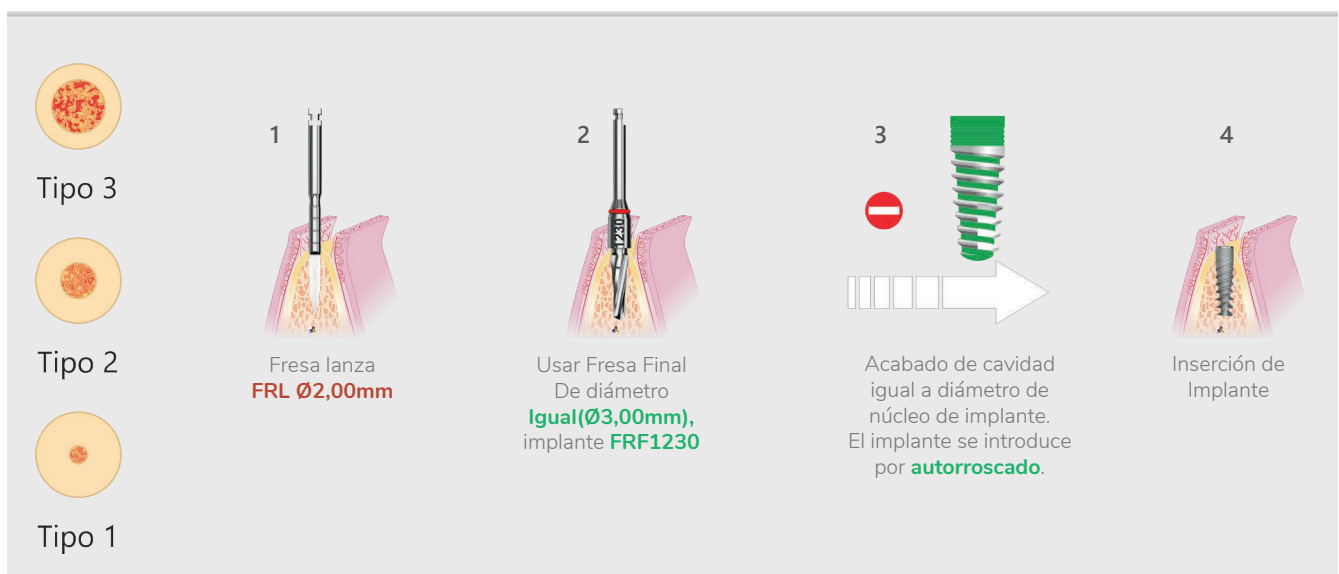 Tipo 3
Tipo 2
Tipo 1
1
Fresa lanza
FRL Ø2,00mm
2
1230
Usar Fresa Final
De diámetro
Igual(Ø3,00mm),
implante FRF1230
3
Acabado de cavidad
igual a diámetro de
núcleo de implante.
El implante se introduce
por autorroscado.
4
Inserción de
Implante